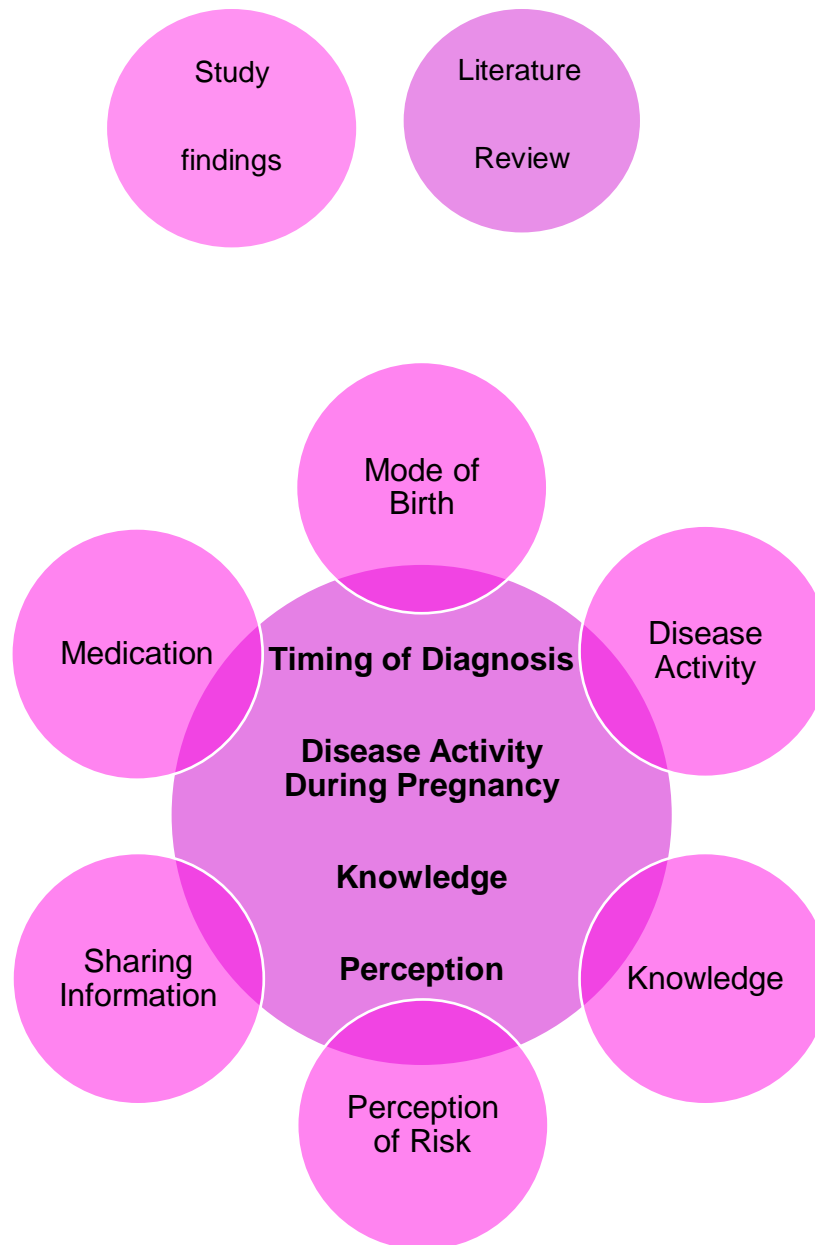 Study
findings
Literature
Review
Mode of
Birth
Medication
Disease
Activity
Timing of Diagnosis
Disease Activity
During Pregnancy
Knowledge
Perception
Sharing
Information
Knowledge
Perception
of Risk